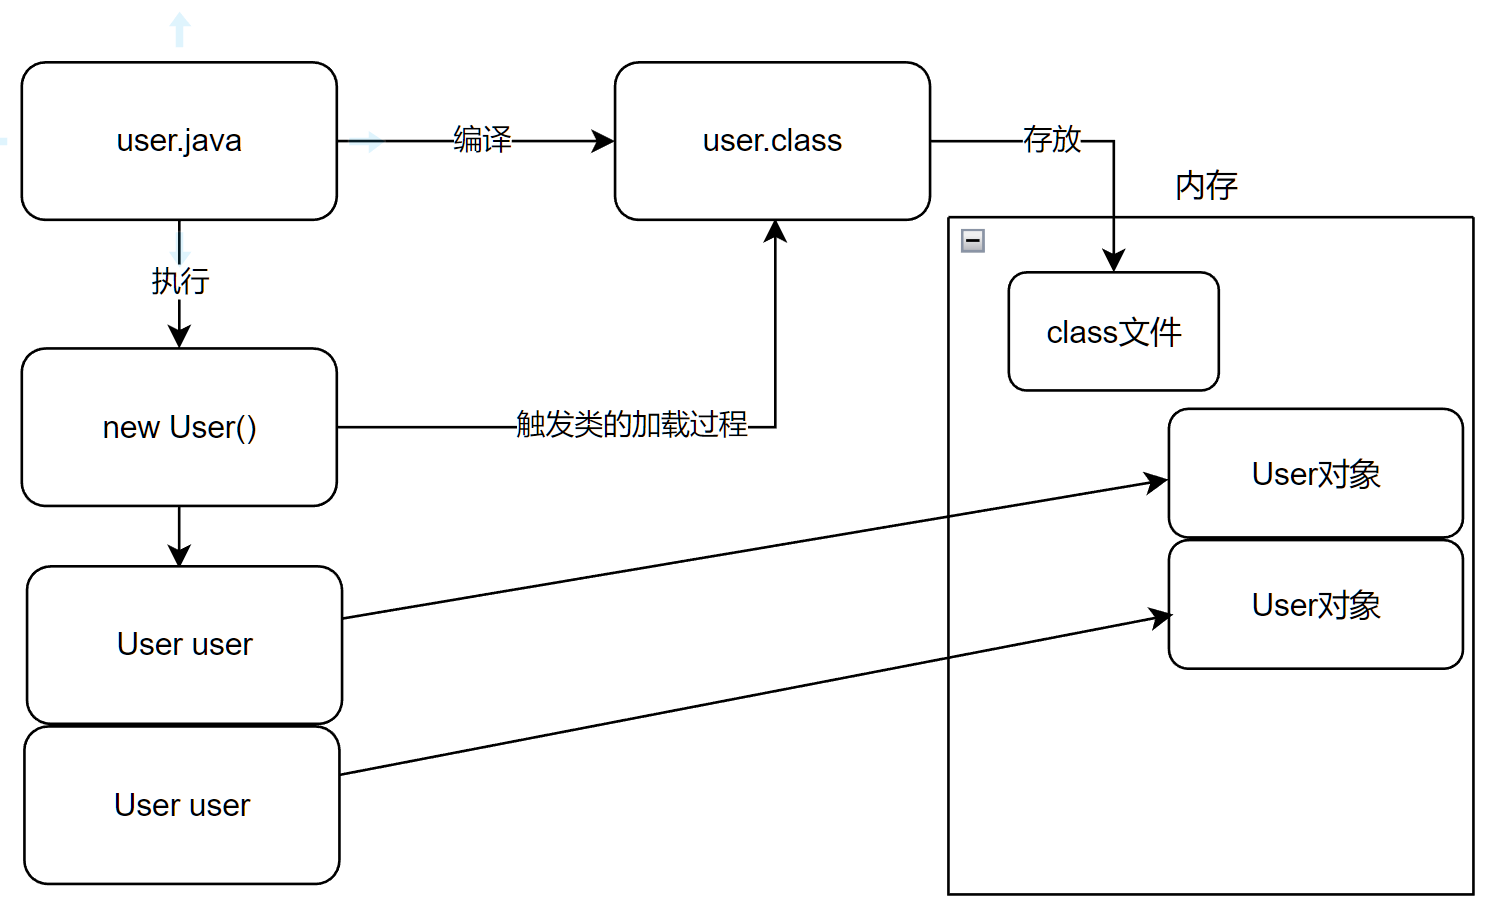 user.java
编译
user.class
存放
内存
执行
class文件
new User()
触发类的加载过程
User对象
User对象
User user
User user